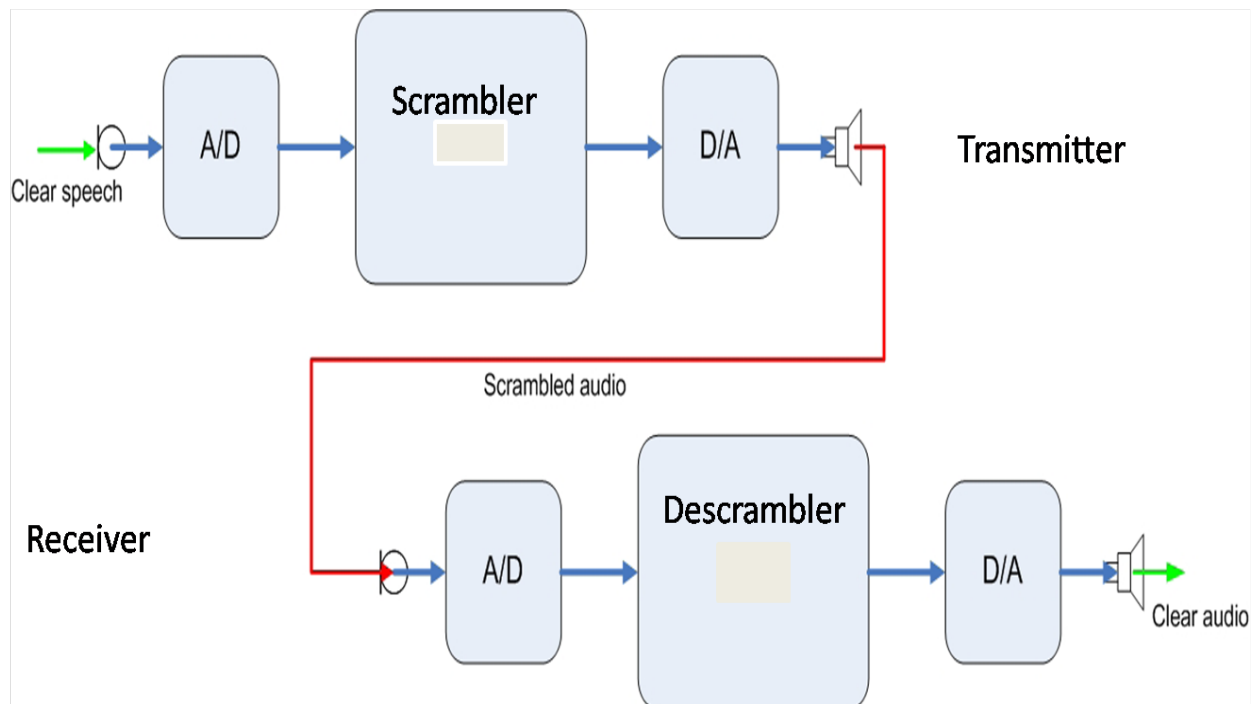 Scrambler
A/D
D/A
Transmitter
Clear speech
Scrambled audio
Receiver
Descrambler
A/D
D/A
Clear audio